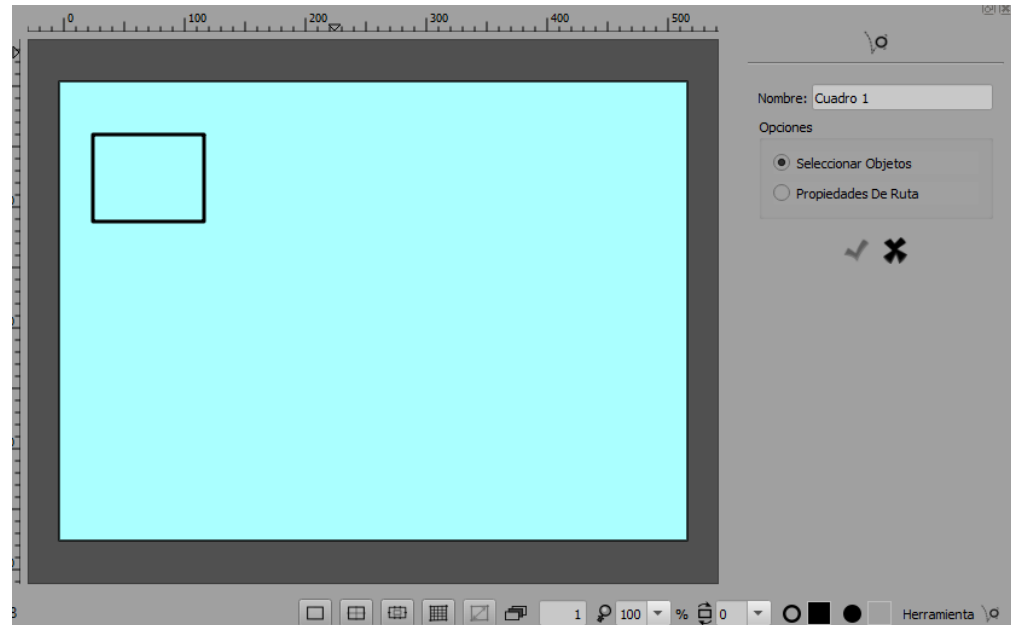 0 100 200 300 400 500
Nombre: Cuadro 1
Opciones
Seleccionar Objetos
Propiedades De Ruta
1 100 % 0 Herramienta